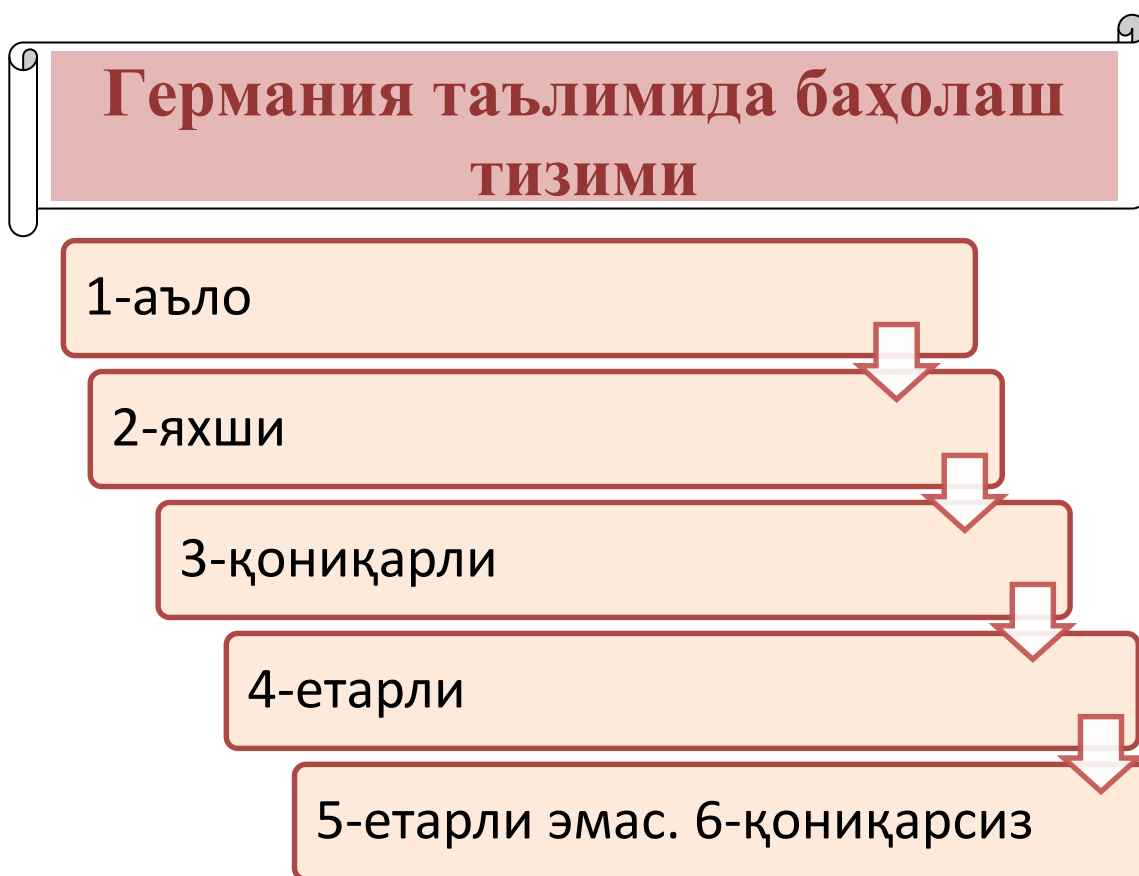 Германия таълимида баҳолаш
тизими
1-аъло
2-яхши
3-қониқарли
4-етарли
5-етарли эмас. 6-қониқарсиз